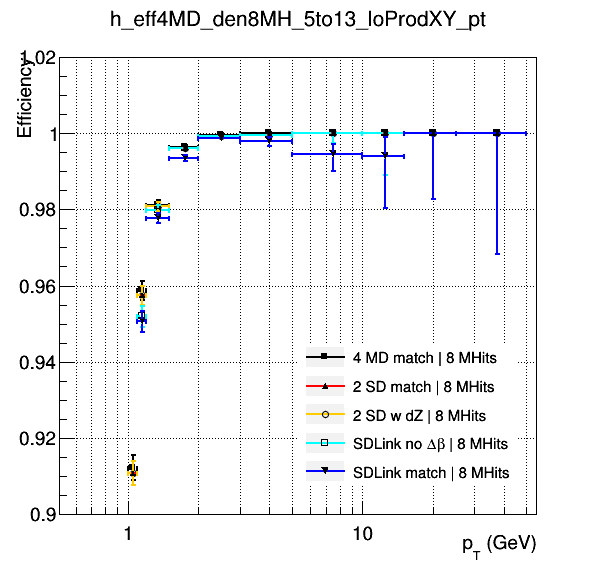 h_eff4MD_den8MH_5to13_loProdXY_pt
Efficiency
1.02
1
0.98
0.96
0.94
0.92
0.9
4 MD match | 8 MHits
2 SD match | 8 MHits
2 SD w dZ | 8 MHits
SDLink no Δβ | 8 MHits
SDLink match | 8 MHits
1
10
p_T (GeV)